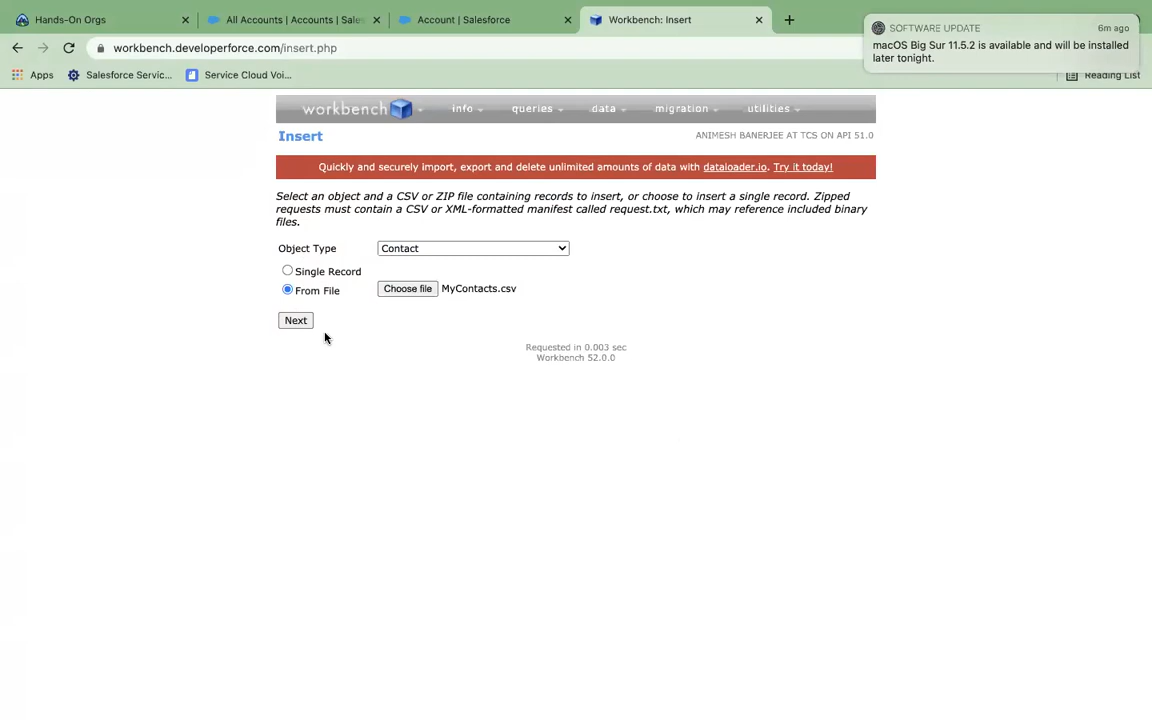 Hands-On Orgs
All Accounts | Accounts | Sales
Account | Salesforce
Workbench: Insert
workbench.developerforce.com/insert.php
SOFTWARE UPDATE 6m ago
macOS Big Sur 11.5.2 is available and will be installed
later tonight.
Apps
Salesforce Servic...
Service Cloud Voi...
Reading List
workbench
info
queries
data
migration
utilities
Insert
ANIMESH BANERJEE AT TCS ON API 51.0
Quickly and securely import, export and delete unlimited amounts of data with dataloader.io. Try it today!
Select an object and a CSV or ZIP file containing records to insert, or choose to insert a single record. Zipped
requests must contain a CSV or XML-formatted manifest called request.txt, which may reference included binary
files.
Object Type Contact
Single Record
From File Choose file MyContacts.csv
Next
Requested in 0.003 sec
Workbench 52.0.0